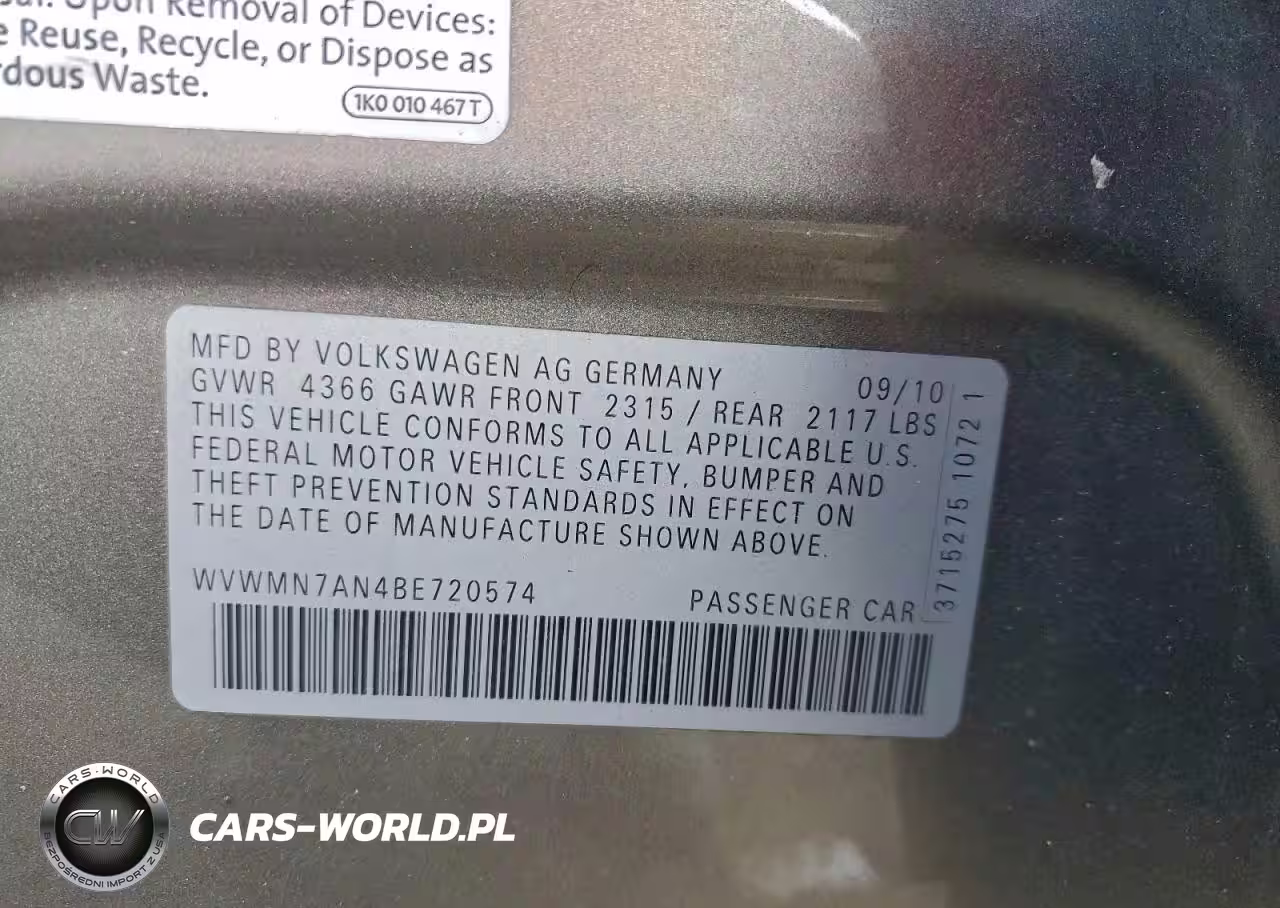 Upon Removal of Devices:
Reuse, Recycle, or Dispose as
Waste.
1K0 010 467 T
MFD BY VOLKSWAGEN AG GERMANY 09/10
GVWR 4366 GAWR FRONT 2315 / REAR 2117 LBS
THIS VEHICLE CONFORMS TO ALL APPLICABLE U.S.
FEDERAL MOTOR VEHICLE SAFETY, BUMPER AND
THEFT PREVENTION STANDARDS IN EFFECT ON
THE DATE OF MANUFACTURE SHOWN ABOVE.
WVWMN7AN4BE720574 PASSENGER CAR
3715275 1072 1
CARS-WORLD
CW
BEZPOŚREDNI IMPORT Z USA
CARS-WORLD.PL